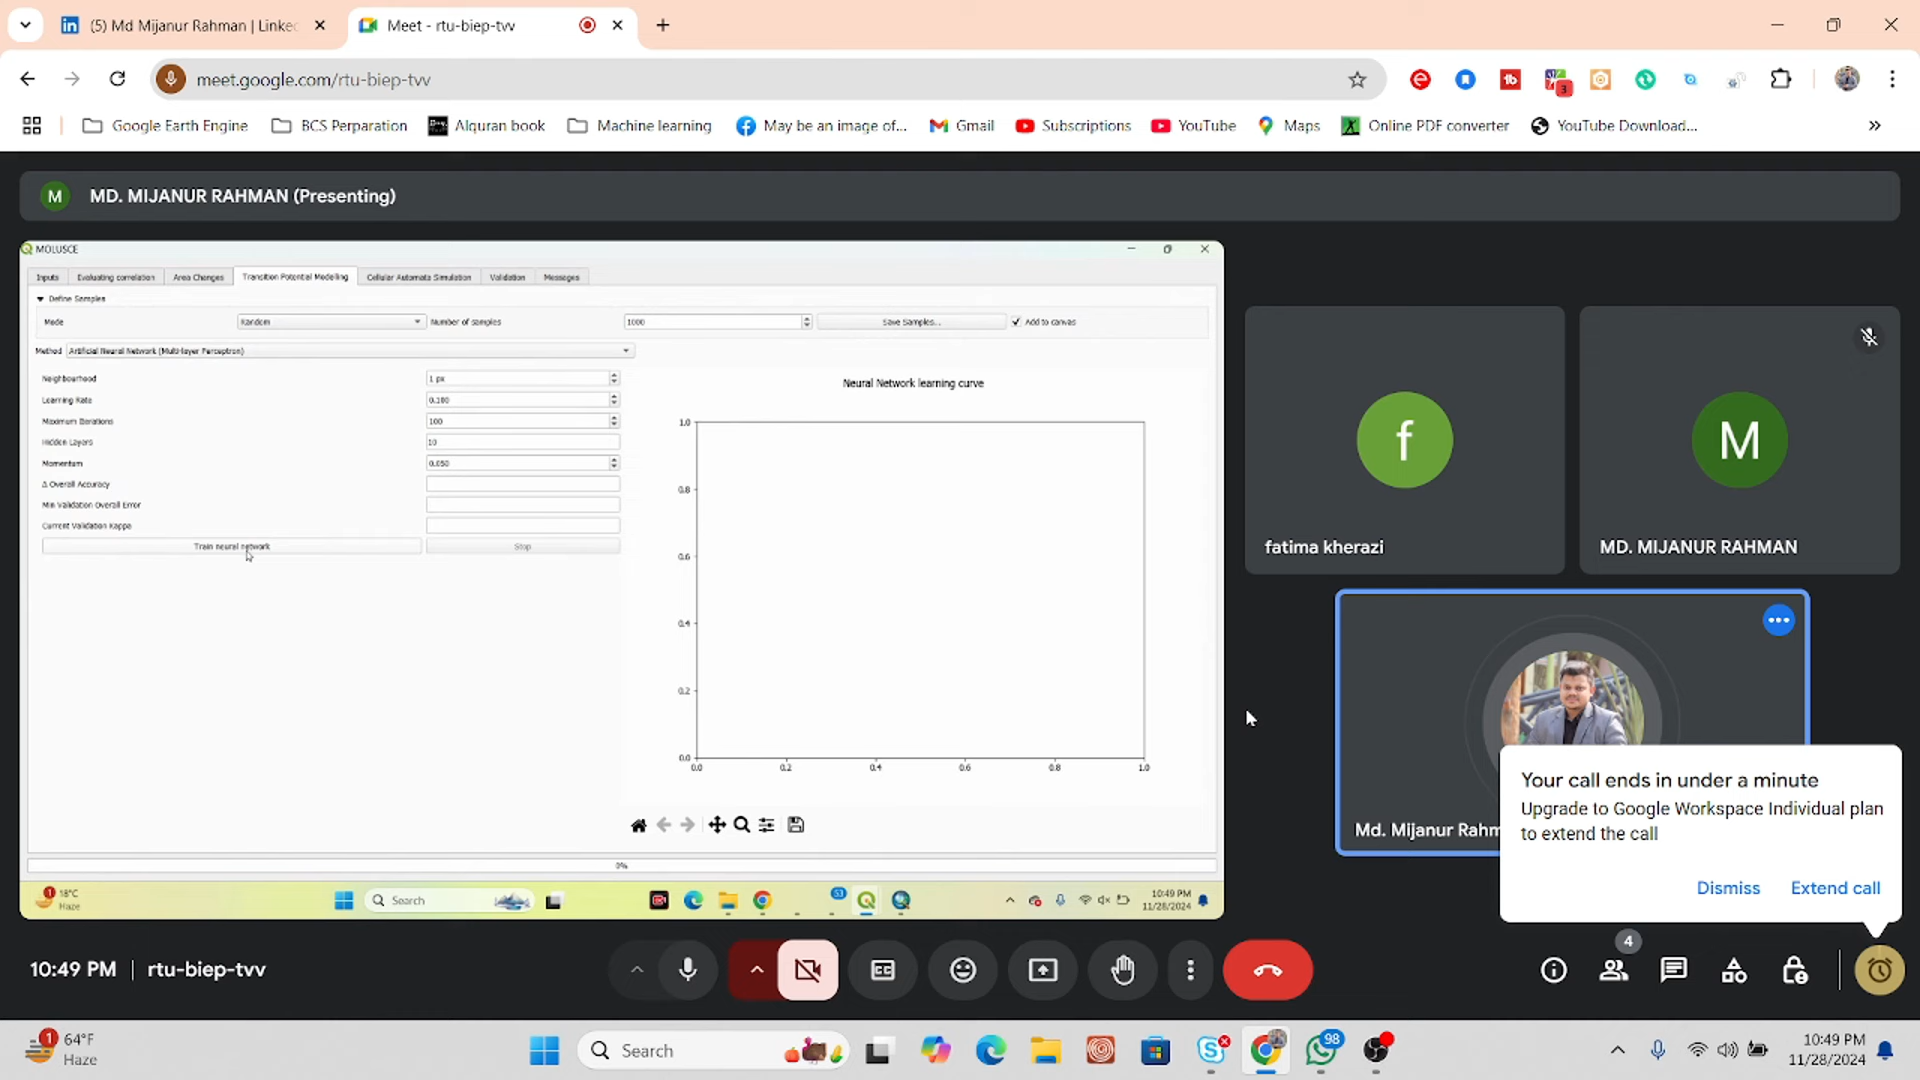 (5) Md Mijanur Rahman | Linke
Meet - rtu-biep-tvv
meet.google.com/rtu-biep-tvv
3
Google Earth Engine
BCS Perparation
Alquran book
Machine learning
May be an image of...
Gmail
Subscriptions
YouTube
Maps
Online PDF converter
YouTube Download...
M
MD. MIJANUR RAHMAN (Presenting)
MOLUSCE
Inputs
Evaluating correlation
Area Changes
Transition Potential Modelling
Cellular Automata Simulation
Validation
Messages
Define Samples
Mode
Random
Number of samples
1000
Save Samples...
Add to canvas
Method
Artificial Neural Network (Multi-layer Perceptron)
Neighbourhood
1 px
Learning Rate
0.100
Maximum Iterations
100
Hidden Layers
10
Momentum
0.050
Δ Overall Accuracy
Min Validation Overall Error
Current Validation Kappa
Train neural network
Stop
Neural Network learning curve
1.0
0.8
0.6
0.4
0.2
0.0
0.0 0.2 0.4 0.6 0.8 1.0
0%
1
18°C
Haze
Search
53
10:49 PM
11/28/2024
f
fatima kherazi
M
MD. MIJANUR RAHMAN
Md. Mijanur Rahm
Your call ends in under a minute
Upgrade to Google Workspace Individual plan
to extend the call
Dismiss
Extend call
10:49 PM
rtu-biep-tvv
4
1
64°F
Haze
Search
98
10:49 PM
11/28/2024